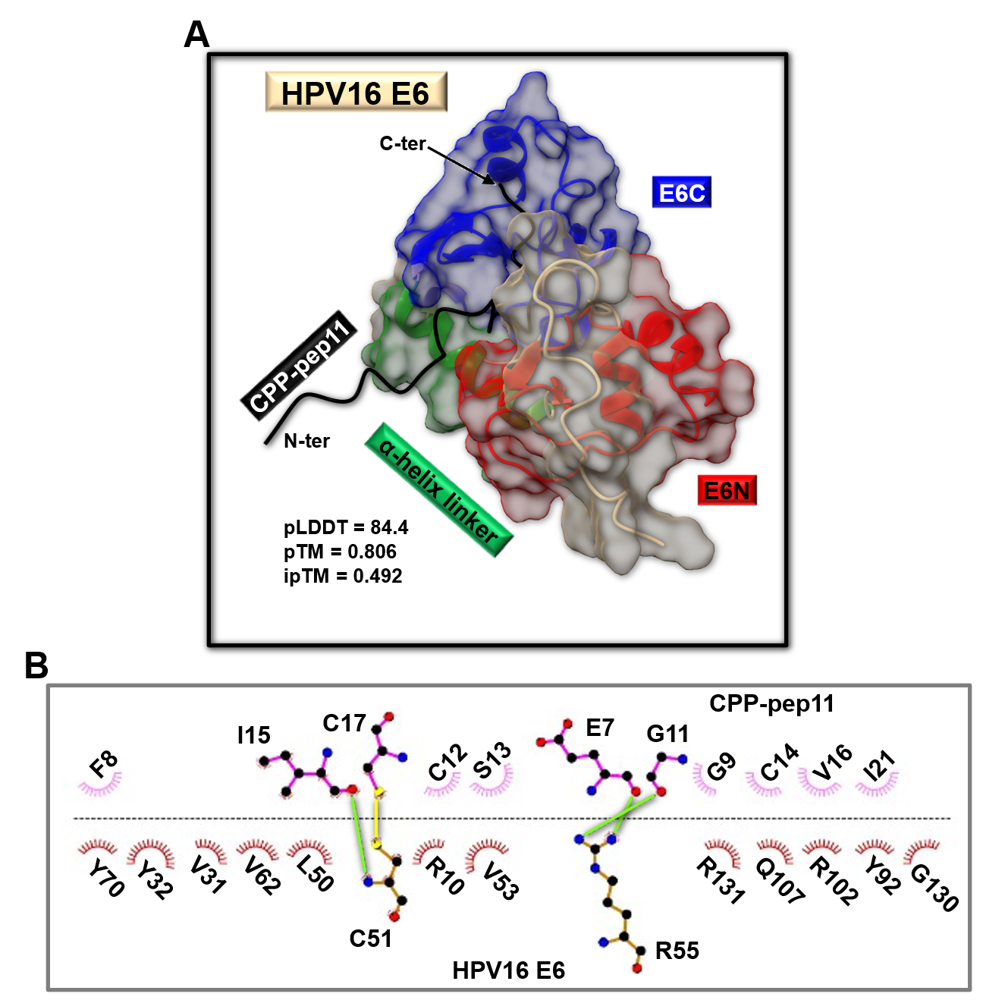 A
HPV16 E6
C-ter
E6C
CPP-pep11
N-ter
α-helix linker
E6N
pLDDT = 84.4
pTM = 0.806
ipTM = 0.492
B
CPP-pep11
F8
I15
C17
C12
S13
E7
G11
G9
C14
V16
I21
Y70
Y32
V31
V62
L50
C51
R10
V53
R55
R131
Q107
R102
Y92
G130
HPV16 E6